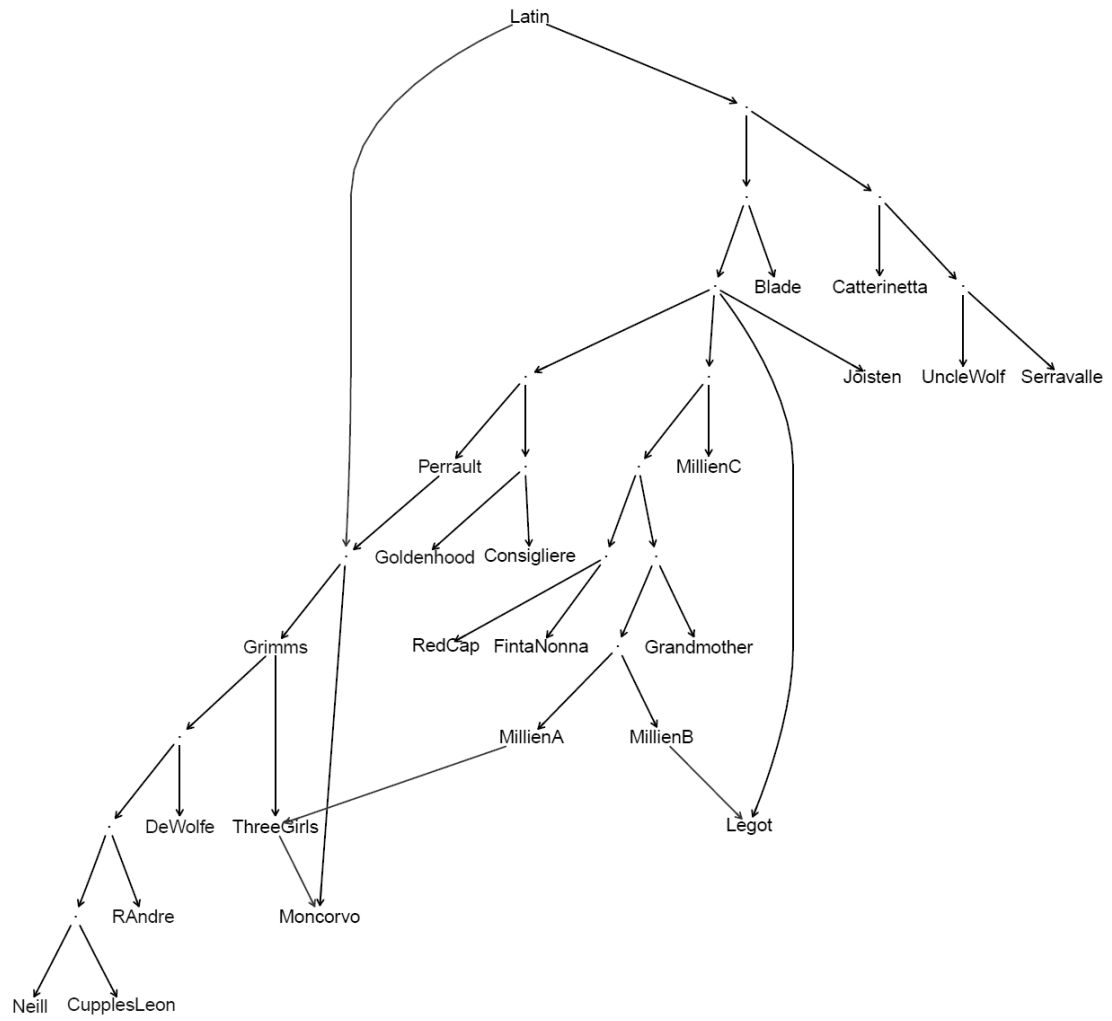 Latin
Blade
Catterinetta
Joisten
UncleWolf
Serravalle
Perrault
MillienC
Goldenhood
Consigliere
Grimms
RedCap
FintaNonna
Grandmother
MillienA
MillienB
DeWolfe
ThreeGirls
Legot
RAndre
Moncorvo
Neill
CupplesLeon